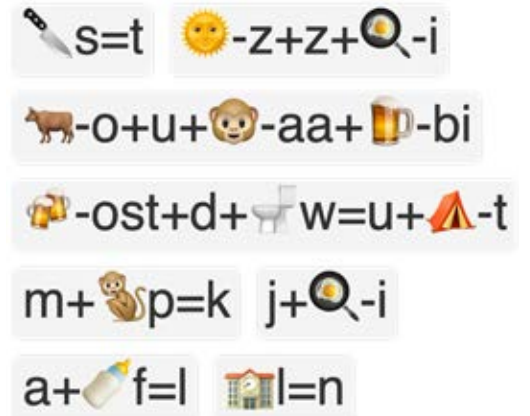 🔪s=t 🌞-z+z+🍳-i
🐂-o+u+🐵-aa+🍺-bi
🍻-ost+d+🚽w=u+⛺-t
m+🐒p=k j+🍳-i
a+🍼f=l 🏫l=n